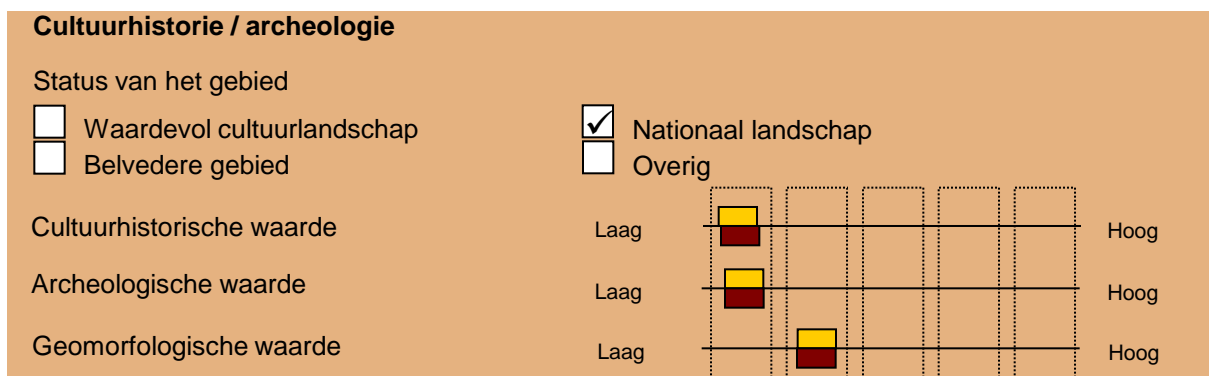 Cultuurhistorie / archeologie
Status van het gebied
Waardevol cultuurlandschap
Nationaal landschap
Belvedere gebied
Overig
Cultuurhistorische waarde Laag Hoog
Archeologische waarde Laag Hoog
Geomorfologische waarde Laag Hoog